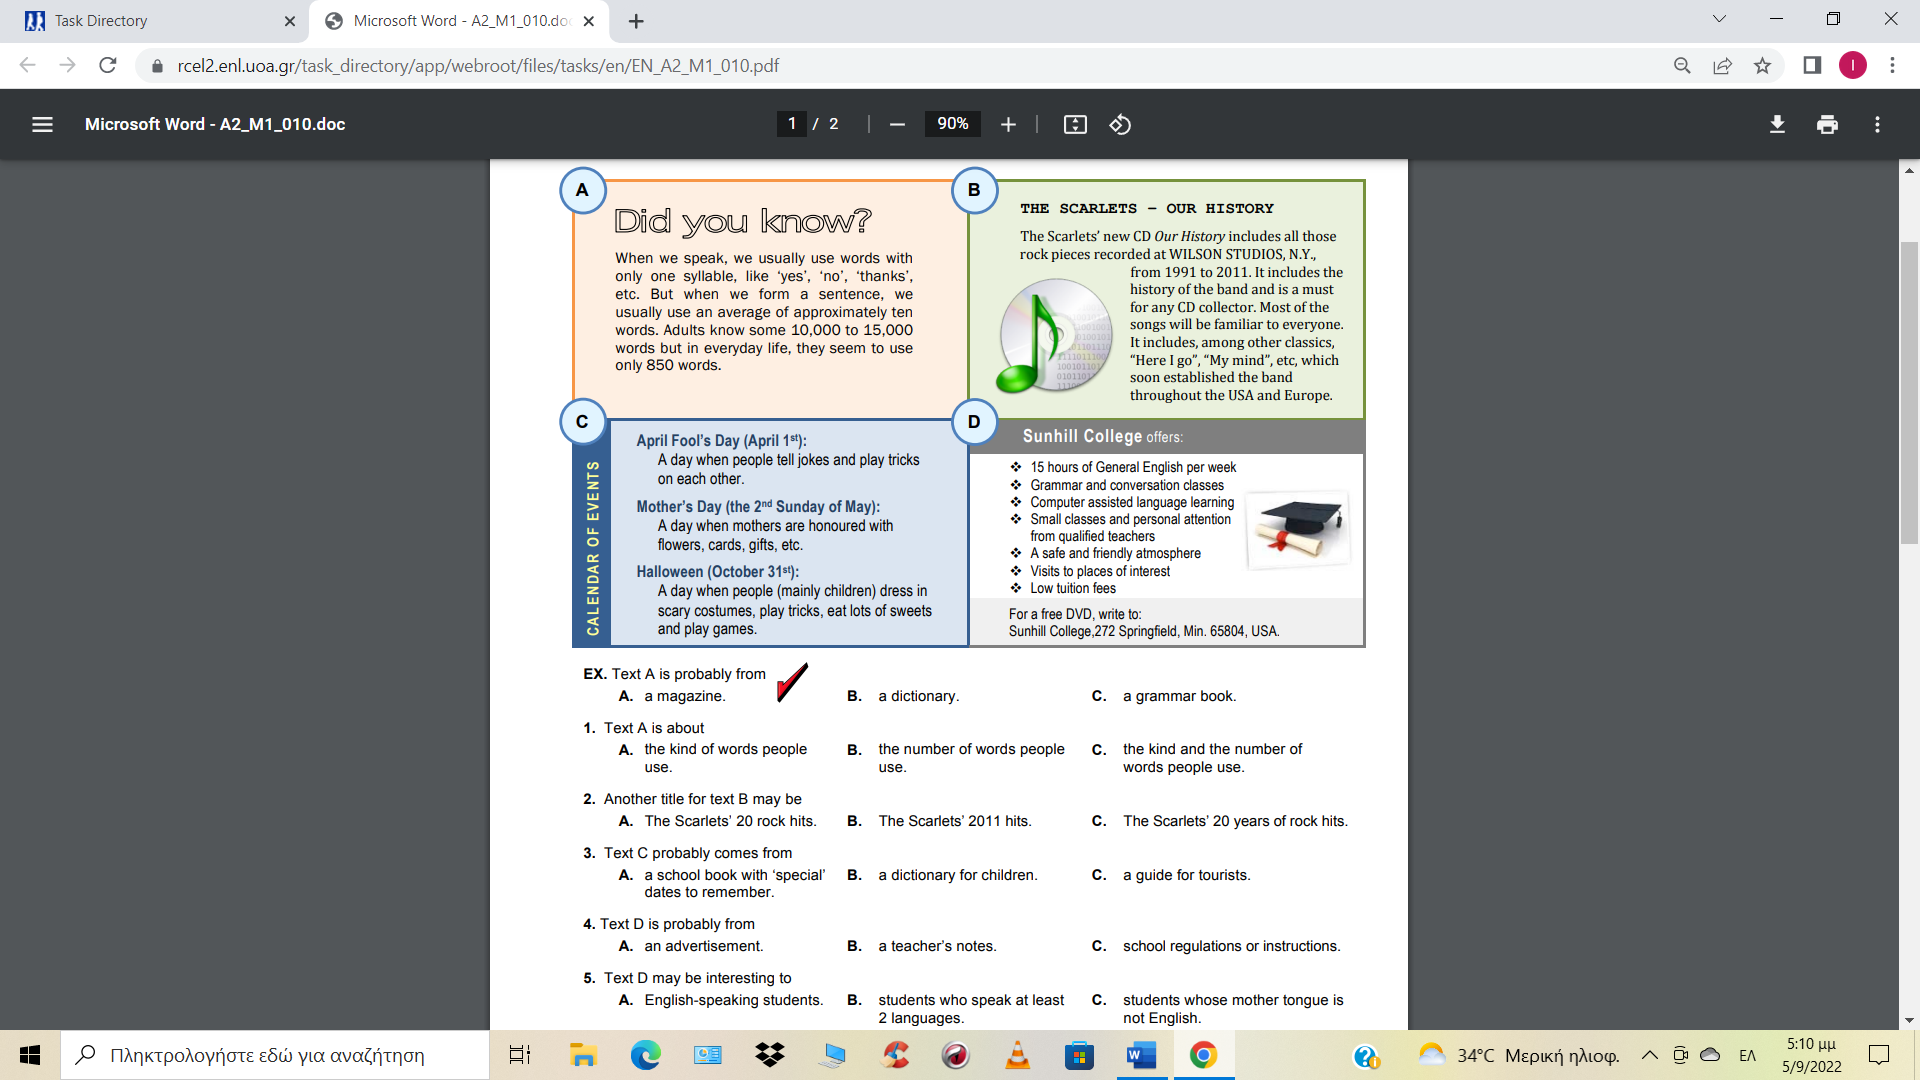 Task Directory
Microsoft Word - A2_M1_010.do
rcel2.enl.uoa.gr/task_directory/app/webroot/files/tasks/en/EN_A2_M1_010.pdf
I
Microsoft Word - A2_M1_010.doc
1 / 2
90%
A
Did you know?
When we speak, we usually use words with
only one syllable, like ‘yes’, ‘no’, ‘thanks’,
etc. But when we form a sentence, we
usually use an average of approximately ten
words. Adults know some 10,000 to 15,000
words but in everyday life, they seem to use
only 850 words.
B
THE SCARLETS – OUR HISTORY
The Scarlets’ new CD Our History includes all those
rock pieces recorded at WILSON STUDIOS, N.Y.,
from 1991 to 2011. It includes the
history of the band and is a must
for any CD collector. Most of the
songs will be familiar to everyone.
It includes, among other classics,
“Here I go”, “My mind”, etc, which
soon established the band
throughout the USA and Europe.
C
CALENDAR OF EVENTS
April Fool’s Day (April 1st):
A day when people tell jokes and play tricks
on each other.
Mother’s Day (the 2nd Sunday of May):
A day when mothers are honoured with
flowers, cards, gifts, etc.
Halloween (October 31st):
A day when people (mainly children) dress in
scary costumes, play tricks, eat lots of sweets
and play games.
D
Sunhill College offers:
❖ 15 hours of General English per week
❖ Grammar and conversation classes
❖ Computer assisted language learning
❖ Small classes and personal attention
from qualified teachers
❖ A safe and friendly atmosphere
❖ Visits to places of interest
❖ Low tuition fees
For a free DVD, write to:
Sunhill College,272 Springfield, Min. 65804, USA.
EX. Text A is probably from
A. a magazine. B. a dictionary. C. a grammar book.
1. Text A is about
A. the kind of words people B. the number of words people C. the kind and the number of
use. use. words people use.
2. Another title for text B may be
A. The Scarlets’ 20 rock hits. B. The Scarlets’ 2011 hits. C. The Scarlets’ 20 years of rock hits.
3. Text C probably comes from
A. a school book with ‘special’ B. a dictionary for children. C. a guide for tourists.
dates to remember.
4. Text D is probably from
A. an advertisement. B. a teacher’s notes. C. school regulations or instructions.
5. Text D may be interesting to
A. English-speaking students. B. students who speak at least C. students whose mother tongue is
2 languages. not English.
Πληκτρολογήστε εδώ για αναζήτηση
34°C Μερική ηλιοφ.
ΕΛ
5:10 μμ
5/9/2022